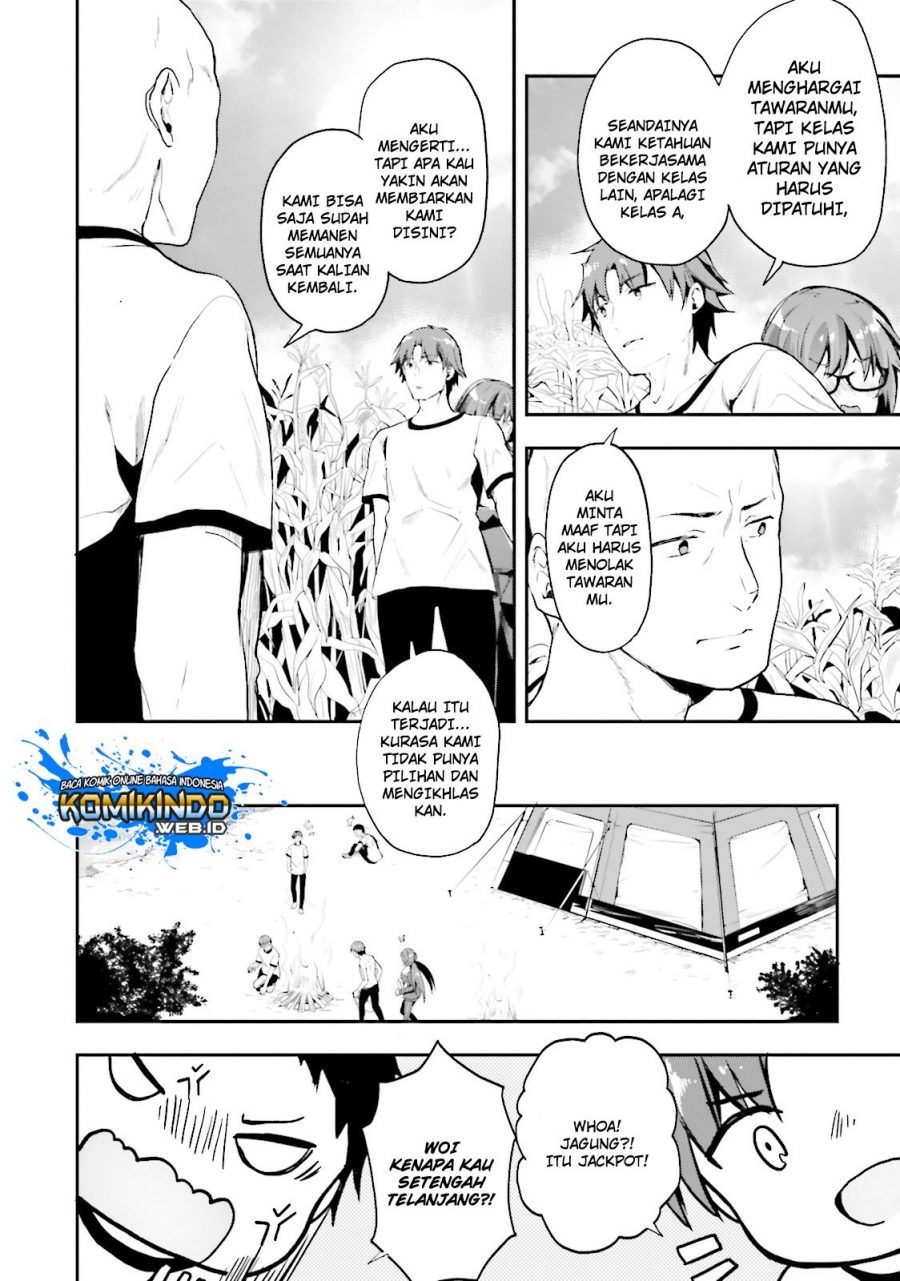 AKU
MENGHARGAI
TAWARANMU,
TAPI KELAS
KAMI PUNYA
ATURAN YANG
HARUS
DIPATUHI,
SEANDAINYA
KAMI KETAHUAN
BEKERJASAMA
DENGAN KELAS
LAIN, APALAGI
KELAS A,
AKU
MINTA
MAAF TAPI
AKU HARUS
MENOLAK
TAWARAN
MU.
AKU
MENGERTI...
TAPI APA KAU
YAKIN AKAN
MEMBIARKAN
KAMI
DISINI?
KAMI BISA
SAJA SUDAH
MEMANEN
SEMUANYA
SAAT KALIAN
KEMBALI.
KALAU ITU
TERJADI...
KURASA KAMI
TIDAK PUNYA
PILIHAN DAN
MENGIKHLAS
KAN.
BACA KOMIK ONLINE BAHASA INDONESIA
KOMIKINDO
.WEB.ID
WHOA!
JAGUNG?!
ITU JACKPOT!
WOI
KENAPA KAU
SETENGAH
TELANJANG?!